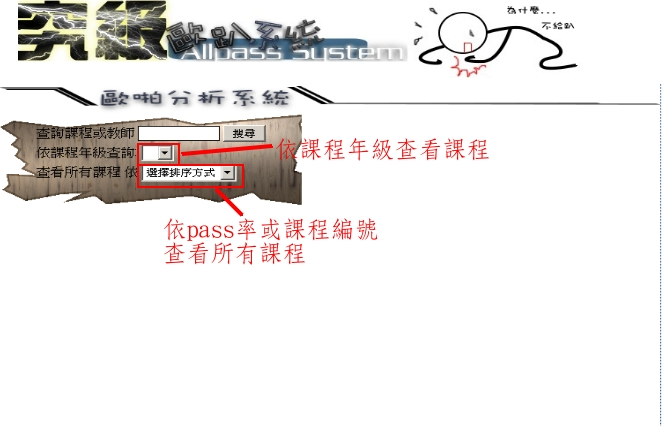 究級
歐趴系統
Allpass System
為什麼...
不給趴
歐啪分析系統
查詢課程或教師
搜尋
依課程年級查詢:
依課程年級查看課程
查看所有課程 依
選擇排序方式
依pass率或課程編號
查看所有課程